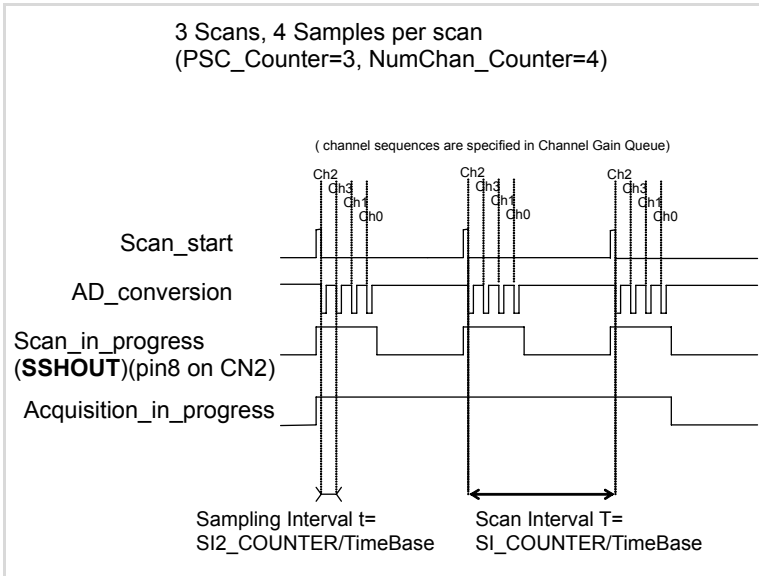 3 Scans, 4 Samples per scan
(PSC_Counter=3, NumChan_Counter=4)
( channel sequences are specified in Channel Gain Queue)
Ch2
Ch3
Ch1
Ch0
Ch2
Ch3
Ch1
Ch0
Ch2
Ch3
Ch1
Ch0
Scan_start
AD_conversion
Scan_in_progress
(SSHOUT)(pin8 on CN2)
Acquisition_in_progress
Sampling Interval t=
SI2_COUNTER/TimeBase
Scan Interval T=
SI_COUNTER/TimeBase